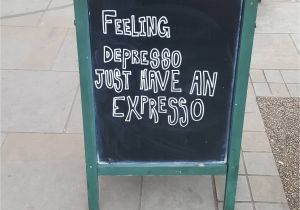 FEELING
DEPRESSO
JUST HAVE AN
EXPRESSO